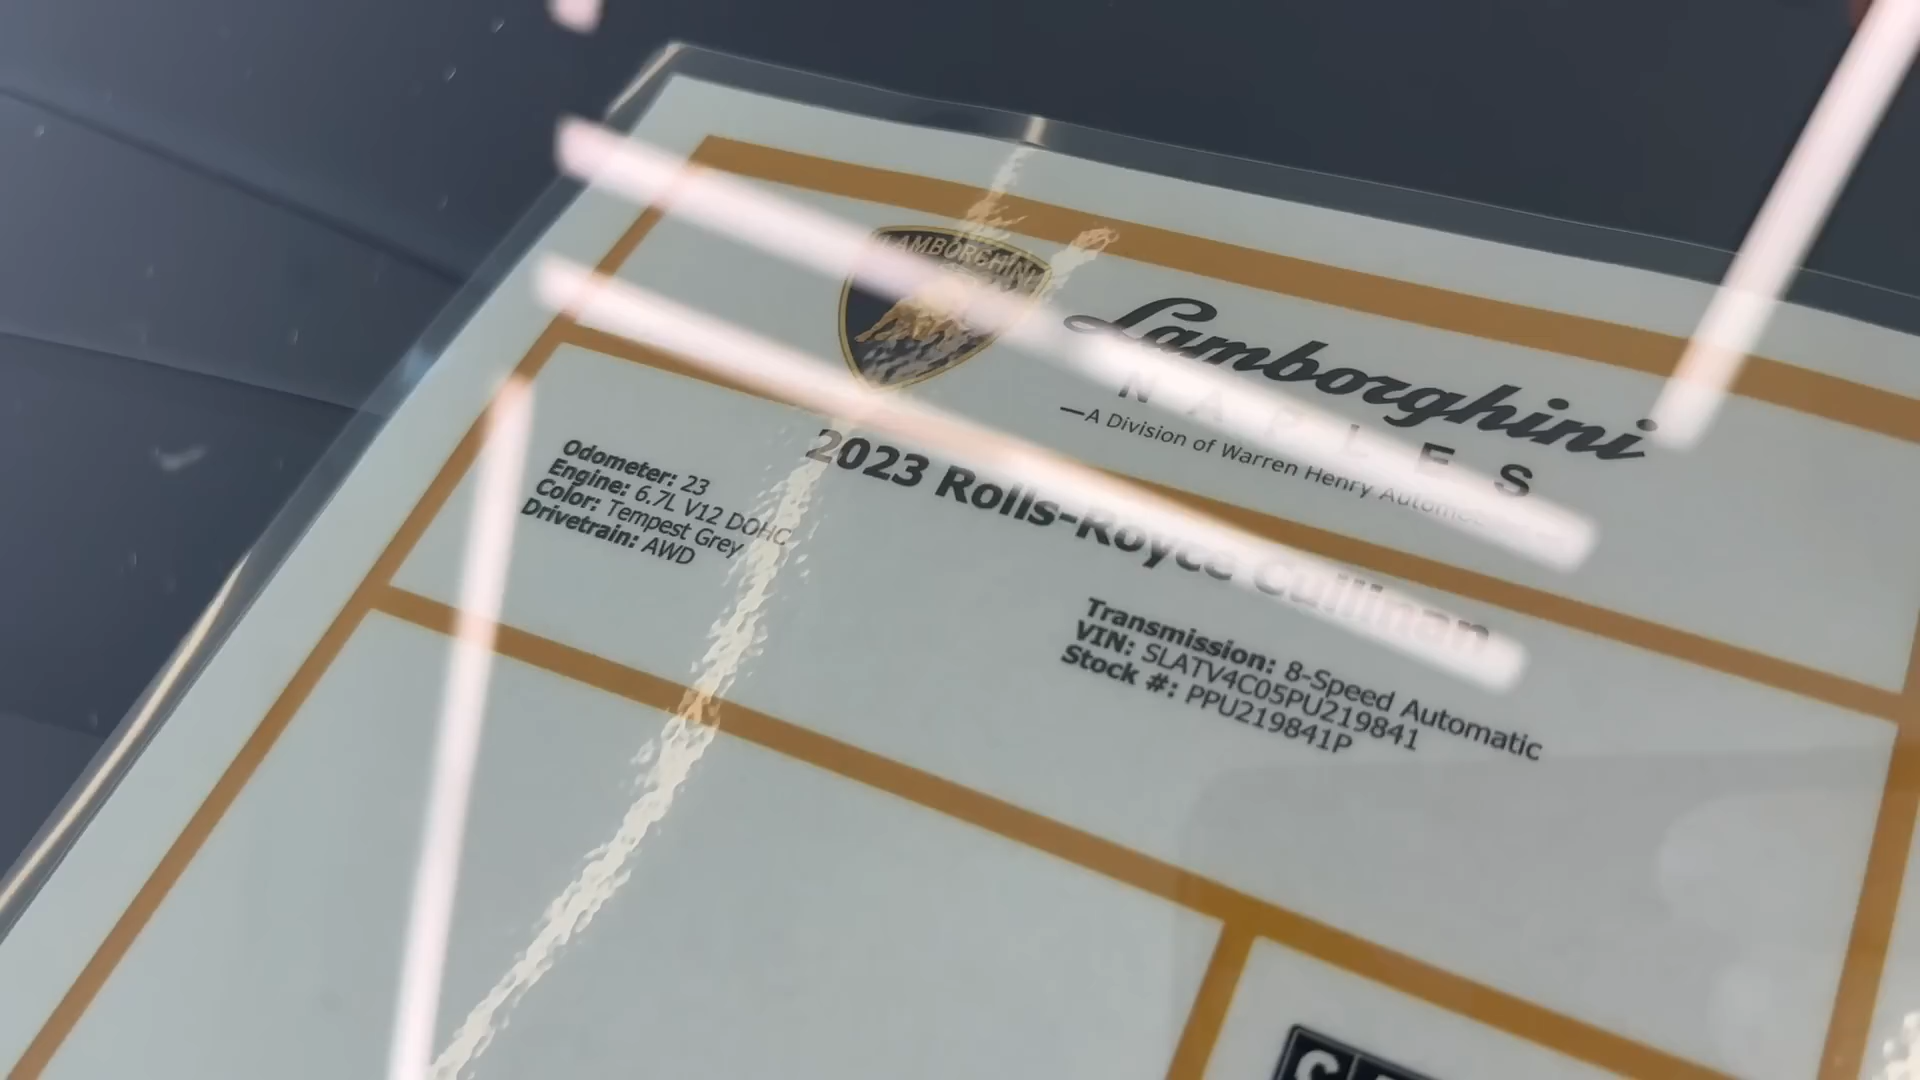 LAMBORGHINI
Lamborghini
NAPLES
—A Division of Warren Henry
2023 Rolls-Royce Cullinan
Odometer: 23
Engine: 6.7L V12 DOHC
Color: Tempest Grey
Drivetrain: AWD
Transmission: 8-Speed Automatic
VIN: SLATV4C05PU219841
Stock #: PPU219841P